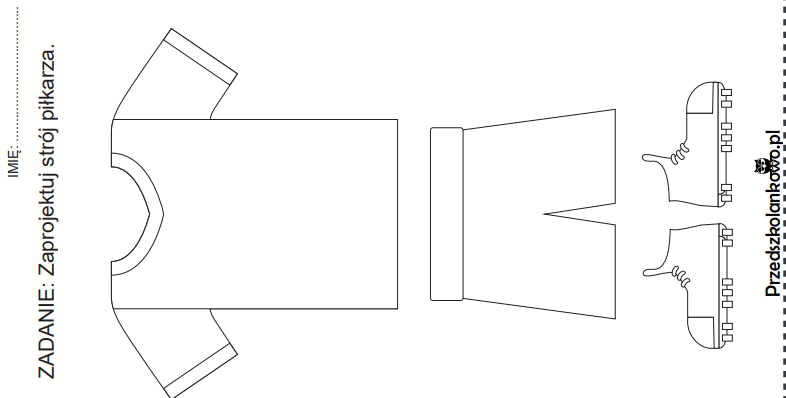 IMIĘ: ........................................
ZADANIE: Zaprojektuj strój piłkarza.
Przedszkolankowo.pl